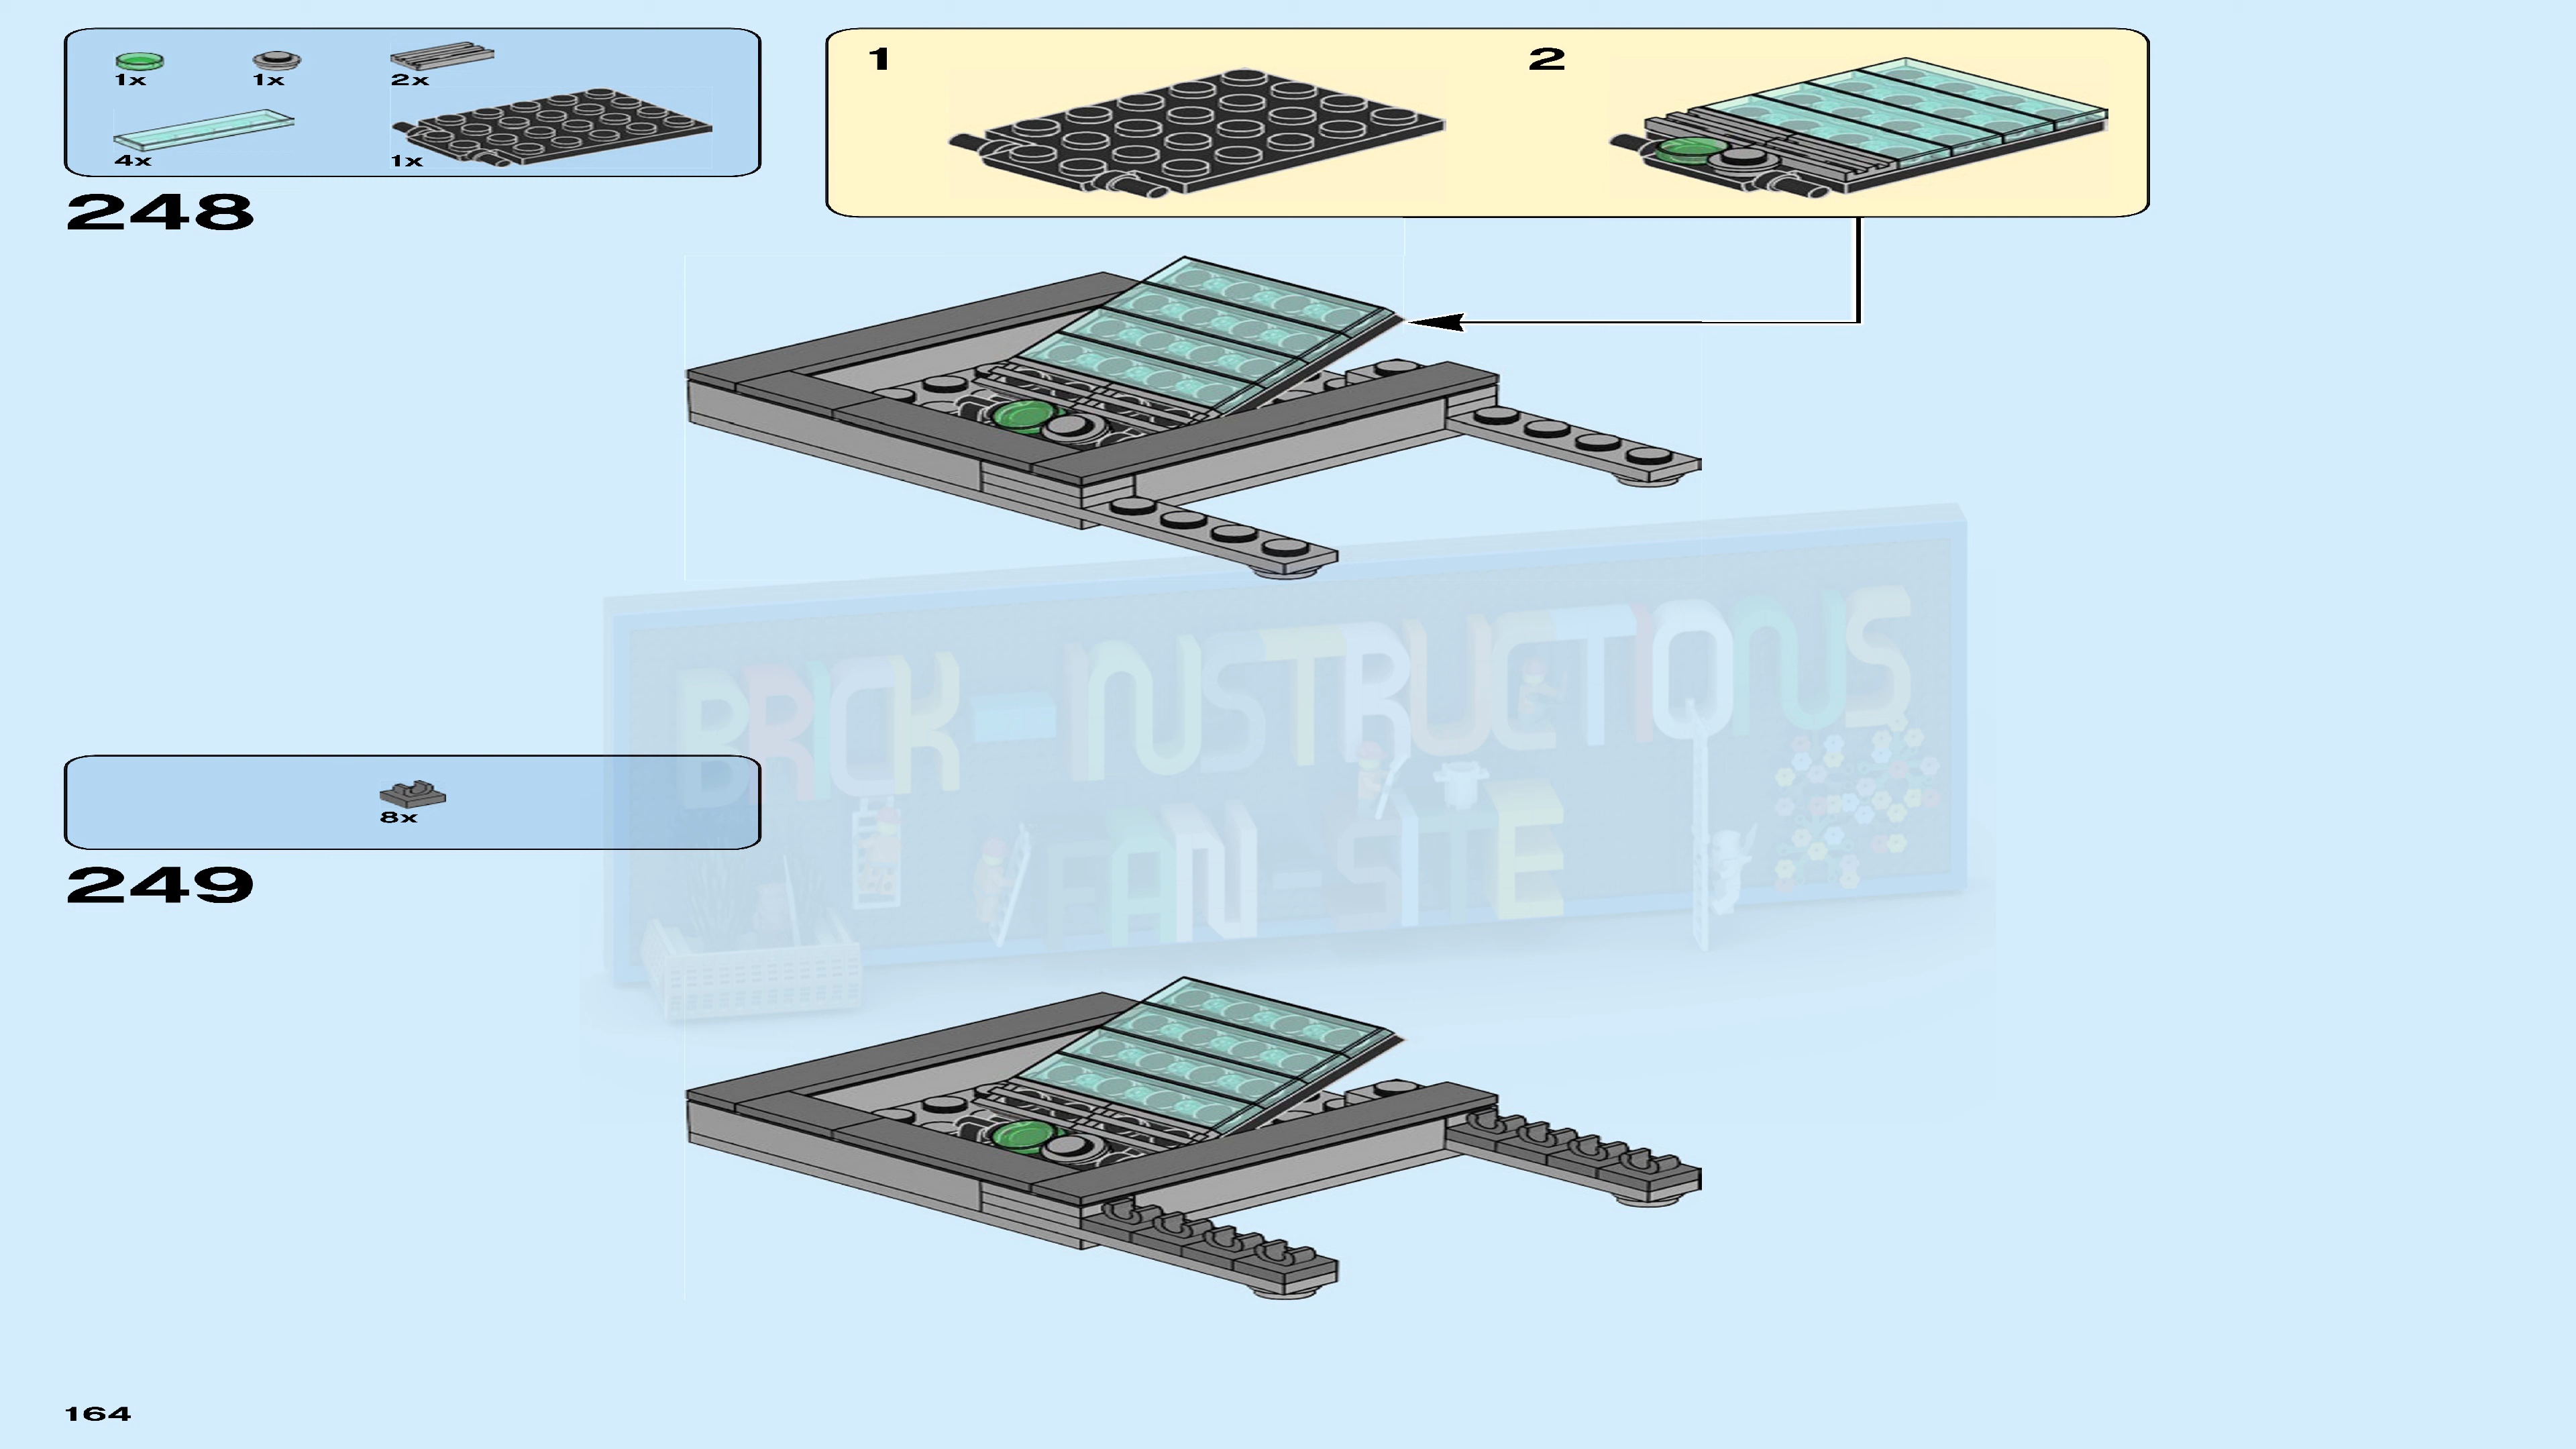 1x 1x 2x
4x 1x
248
1 2
BRICK-INSTRUCTIONS
FAN-SITE
8x
249
164